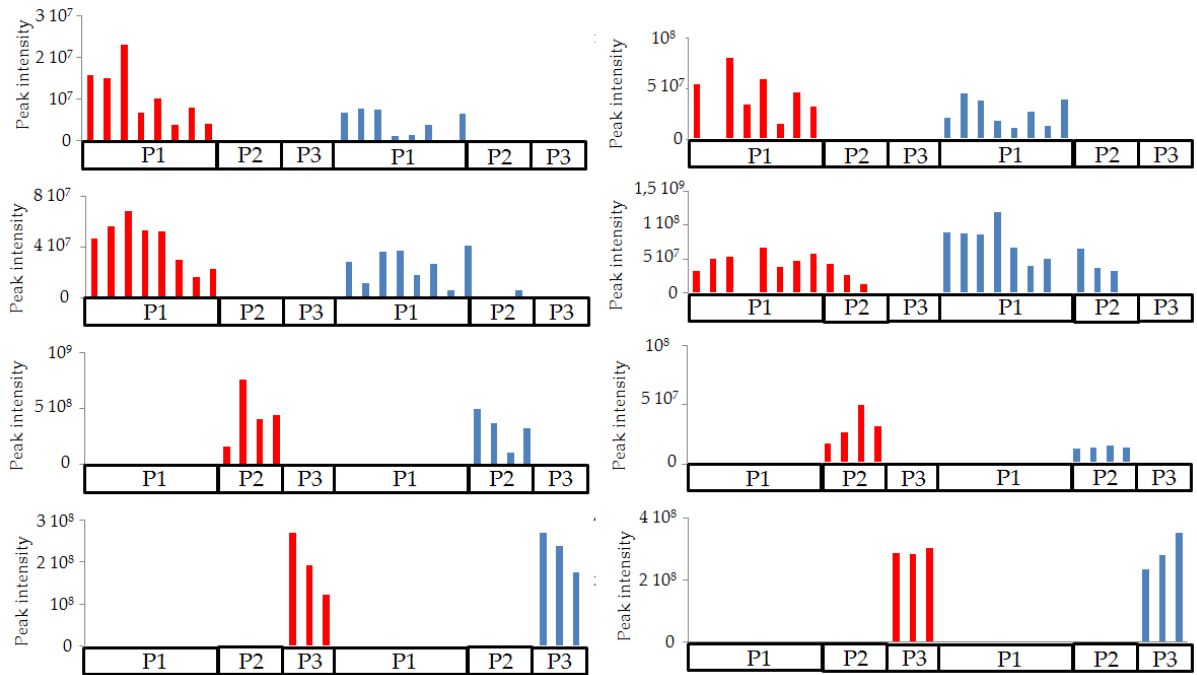 Peak intensity
3 10⁷
2 10⁷
10⁷
0
P1 P2 P3 P1 P2 P3
Peak intensity
10⁸
5 10⁷
0
P1 P2 P3 P1 P2 P3
Peak intensity
8 10⁷
4 10⁷
0
P1 P2 P3 P1 P2 P3
Peak intensity
1,5 10⁹
1 10⁸
5 10⁷
0
P1 P2 P3 P1 P2 P3
Peak intensity
10⁹
5 10⁸
0
P1 P2 P3 P1 P2 P3
Peak intensity
10⁸
5 10⁷
0
P1 P2 P3 P1 P2 P3
Peak intensity
3 10⁸
2 10⁸
10⁸
0
P1 P2 P3 P1 P2 P3
Peak intensity
4 10⁸
2 10⁸
0
P1 P2 P3 P1 P2 P3